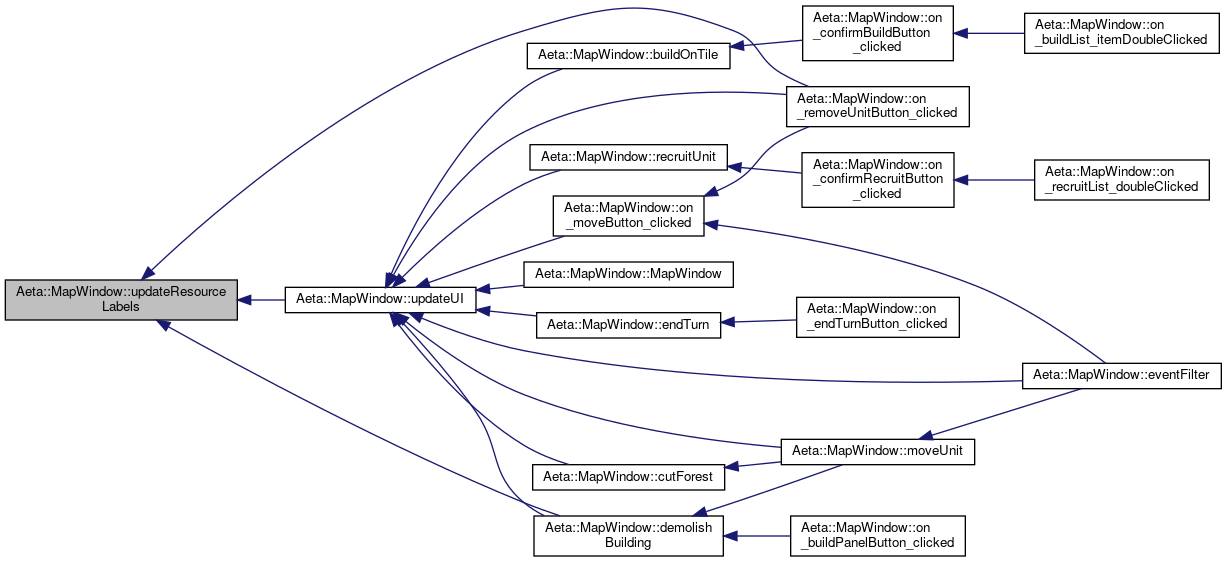 Aeta::MapWindow::updateResource
Labels
Aeta::MapWindow::updateUI
Aeta::MapWindow::buildOnTile
Aeta::MapWindow::recruitUnit
Aeta::MapWindow::on
_moveButton_clicked
Aeta::MapWindow::MapWindow
Aeta::MapWindow::endTurn
Aeta::MapWindow::cutForest
Aeta::MapWindow::demolish
Building
Aeta::MapWindow::on
_confirmBuildButton
_clicked
Aeta::MapWindow::on
_removeUnitButton_clicked
Aeta::MapWindow::on
_confirmRecruitButton
_clicked
Aeta::MapWindow::on
_endTurnButton_clicked
Aeta::MapWindow::moveUnit
Aeta::MapWindow::on
_buildPanelButton_clicked
Aeta::MapWindow::on
_buildList_itemDoubleClicked
Aeta::MapWindow::on
_recruitList_doubleClicked
Aeta::MapWindow::eventFilter